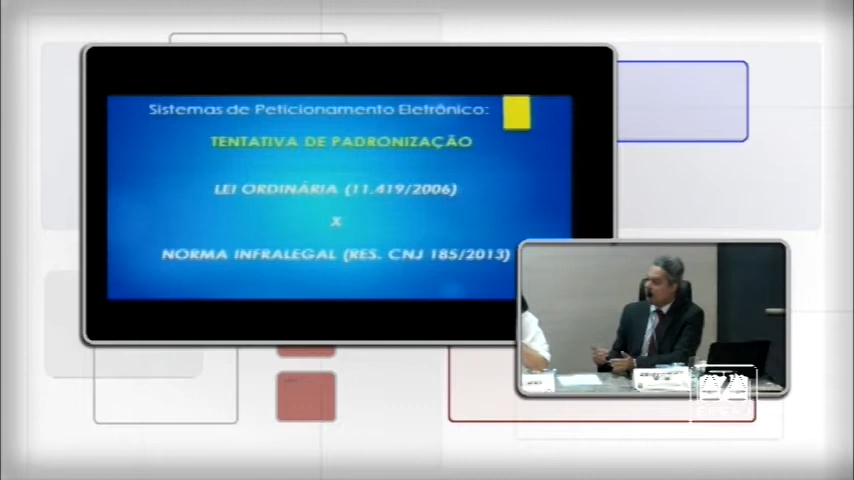 Sistemas de Peticionamento Eletrônico:
TENTATIVA DE PADRONIZAÇÃO
LEI ORDINÁRIA (11.419/2006)
X
NORMA INFRALEGAL (RES. CNJ 185/2013)